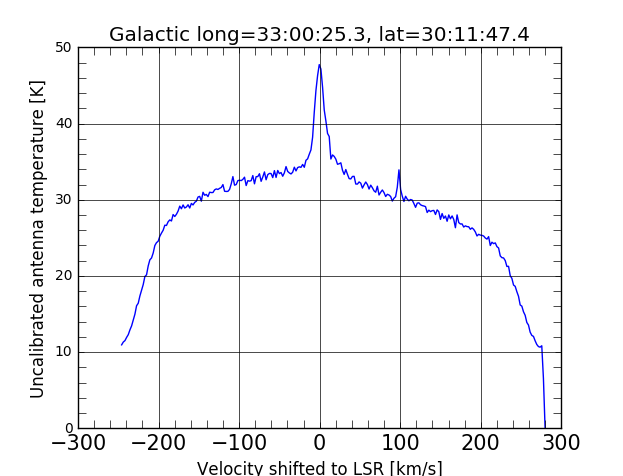 Galactic long=33:00:25.3, lat=30:11:47.4
50
40
30
20
10
0
Uncalibrated antenna temperature [K]
−300 −200 −100 0 100 200 300
Velocity shifted to LSR [km/s]